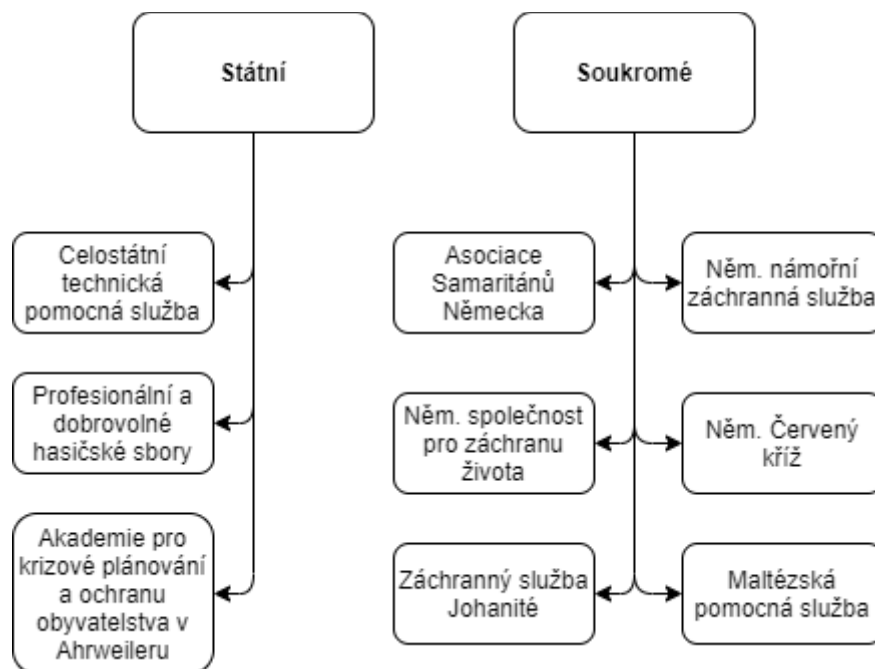 Státní
Celostátní
technická
pomocná služba
Profesionální a
dobrovolné
hasičské sbory
Akademie pro
krizové plánování
a ochranu
obyvatelstva v
Ahrweileru
Soukromé
Asociace
Samaritánů
Německa
Něm. námořní
záchranná služba
Něm. společnost
pro záchranu
života
Něm. Červený
kříž
Záchranný služba
Johanité
Maltézská
pomocná služba